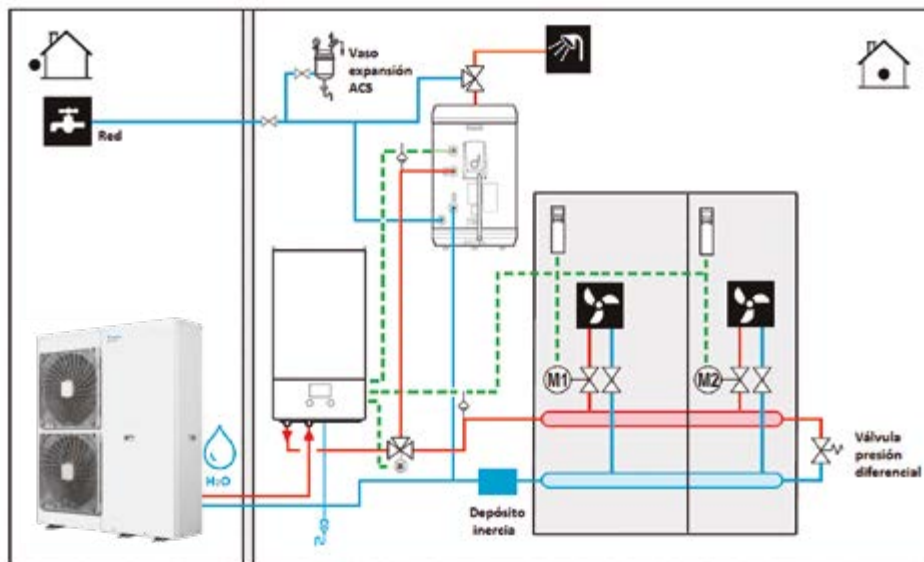 Vaso
expansión
ACS
Red
M1
M2
H₂O
Válvula
presión
diferencial
Depósito
inercia